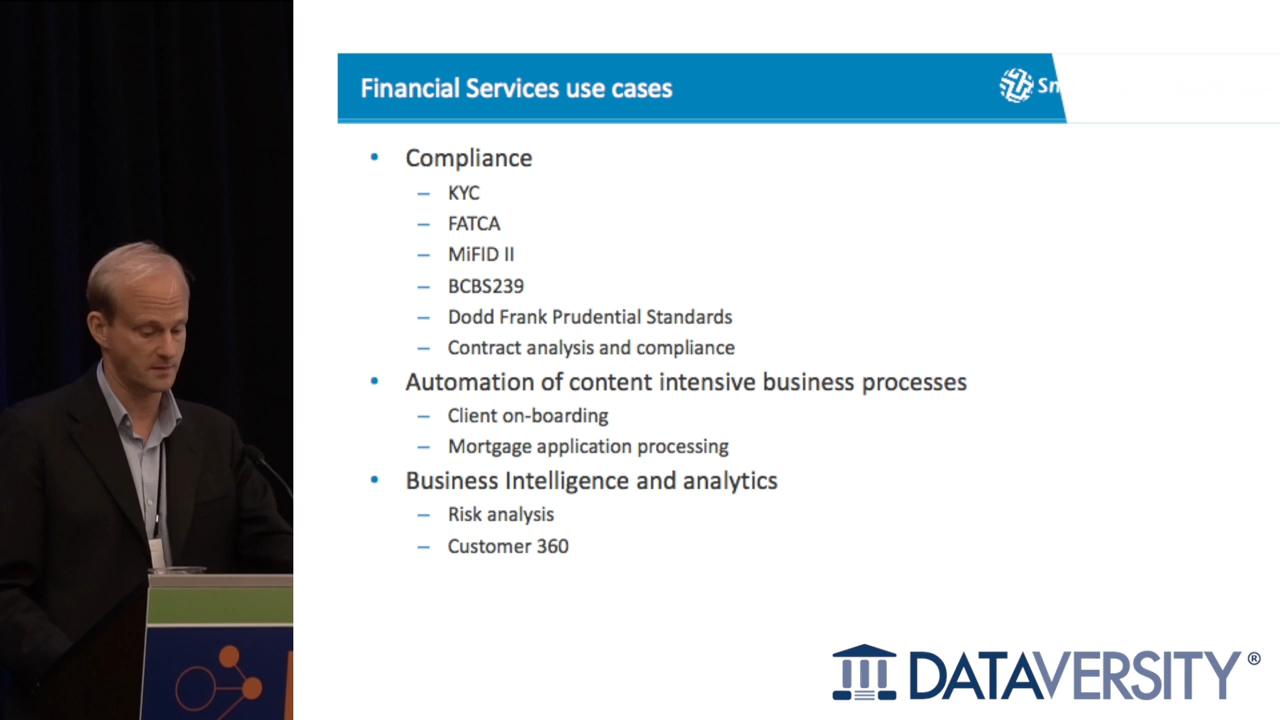 Financial Services use cases
• Compliance
– KYC
– FATCA
– MiFID II
– BCBS239
– Dodd Frank Prudential Standards
– Contract analysis and compliance
• Automation of content intensive business processes
– Client on-boarding
– Mortgage application processing
• Business Intelligence and analytics
– Risk analysis
– Customer 360
DATAVERSITY®